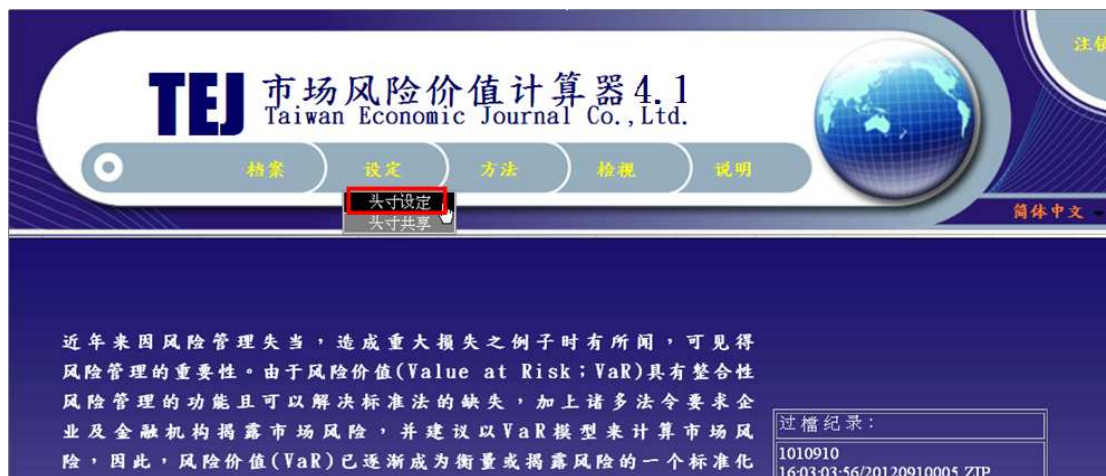 注销
TEJ 市场风险价值计算器4.1
Taiwan Economic Journal Co.,Ltd.
档案 设定 方法 检视 说明
头寸设定
头寸共享
简体中文
近年来因风险管理失当，造成重大损失之例子时有所闻，可见得
风险管理的重要性。由于风险价值(Value at Risk；VaR)具有整合性
风险管理的功能且可以解决标准法的缺失，加上诸多法令要求企
业及金融机构揭露市场风险，并建议以VaR模型来计算市场风
险，因此，风险价值(VaR)已逐渐成为衡量或揭露风险的一个标准化
过檔纪录：
1010910
16:03:03:56/20120910005.ZIP